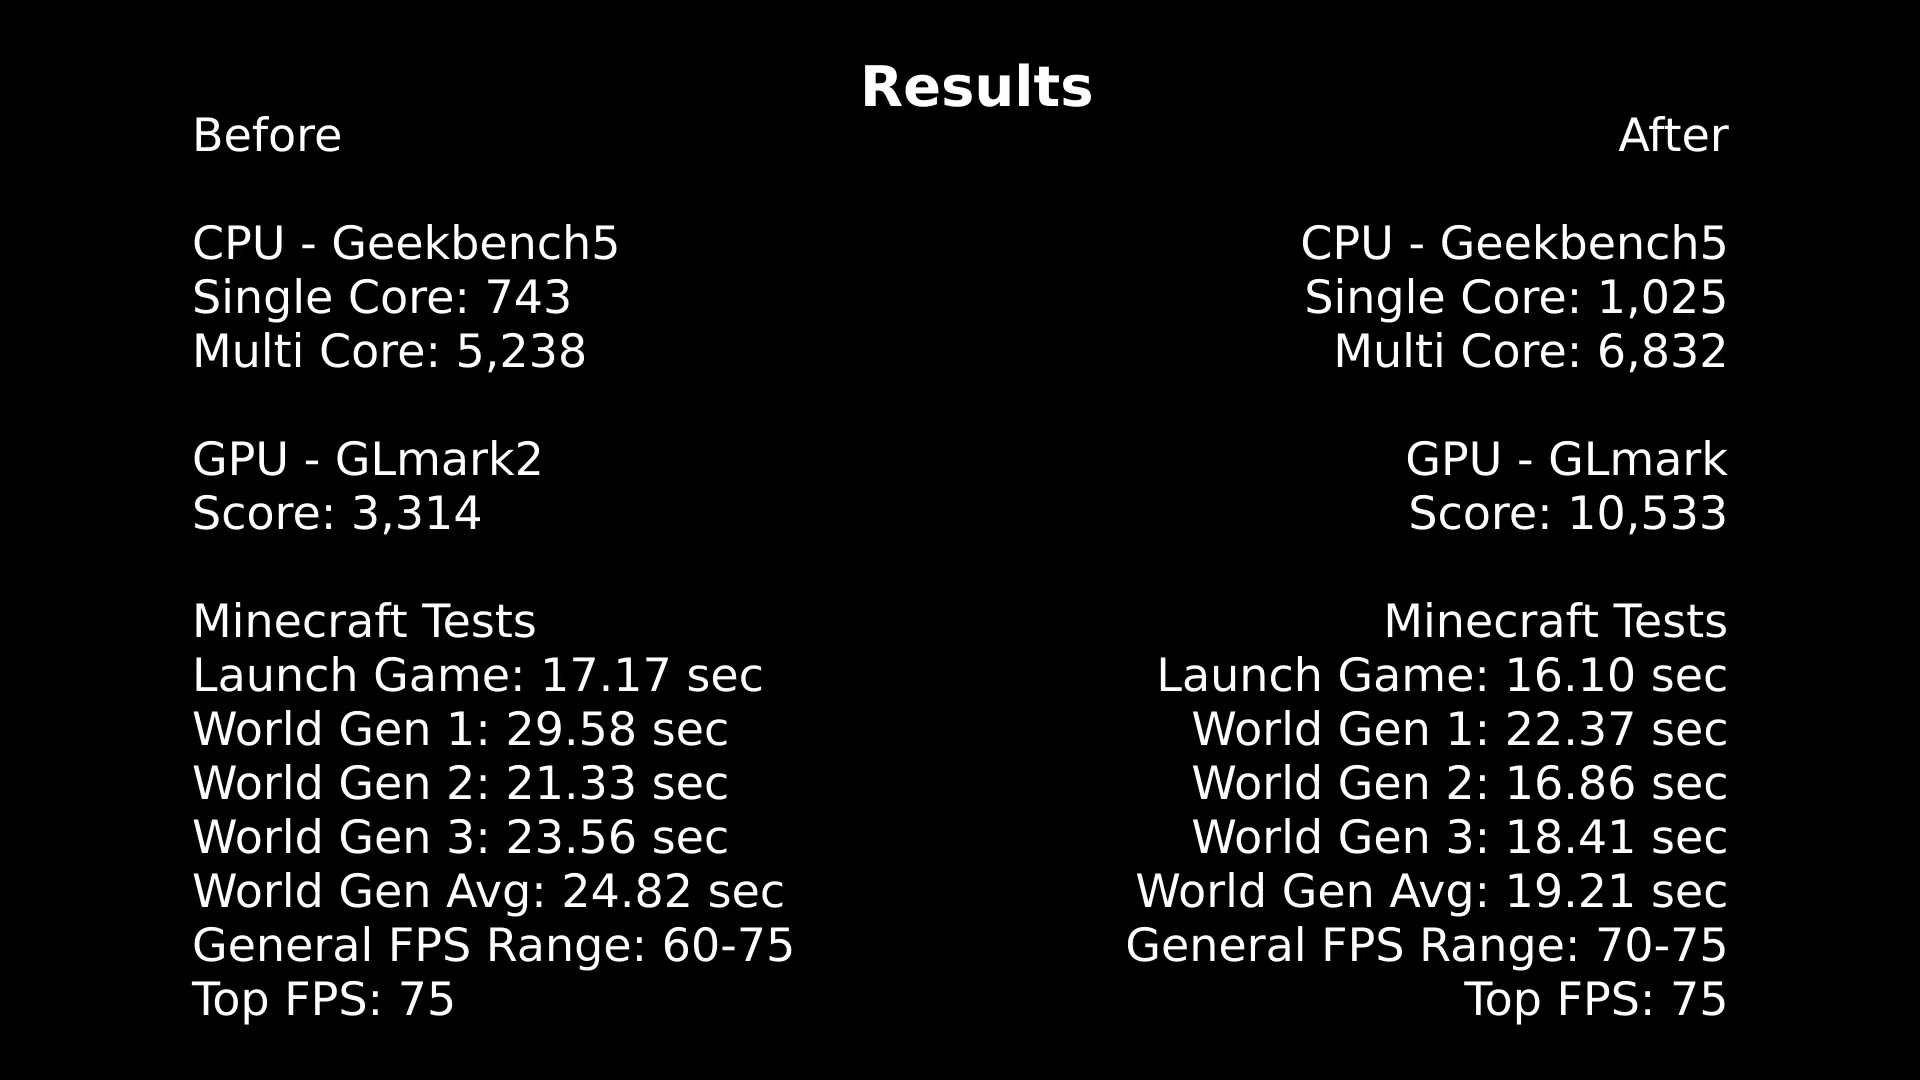 Results
Before
CPU - Geekbench5
Single Core: 743
Multi Core: 5,238
GPU - GLmark2
Score: 3,314
Minecraft Tests
Launch Game: 17.17 sec
World Gen 1: 29.58 sec
World Gen 2: 21.33 sec
World Gen 3: 23.56 sec
World Gen Avg: 24.82 sec
General FPS Range: 60-75
Top FPS: 75
After
CPU - Geekbench5
Single Core: 1,025
Multi Core: 6,832
GPU - GLmark
Score: 10,533
Minecraft Tests
Launch Game: 16.10 sec
World Gen 1: 22.37 sec
World Gen 2: 16.86 sec
World Gen 3: 18.41 sec
World Gen Avg: 19.21 sec
General FPS Range: 70-75
Top FPS: 75